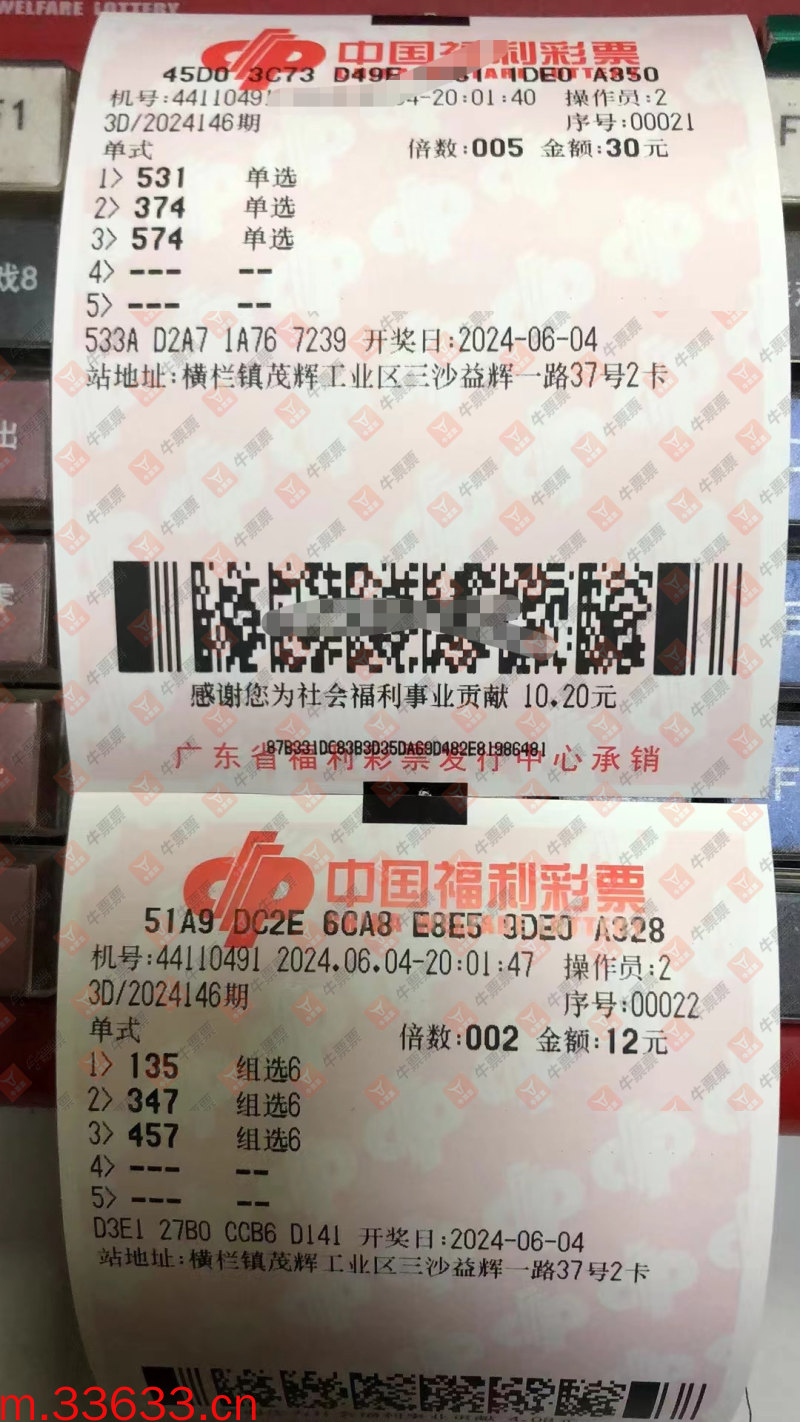 WELFARE LOTTERY
中国福利彩票
45D0 3C73 D49F 1DE0 A350
机号:44110491 04-20:01:40 操作员:2
3D/2024146期 序号:00021
单式 倍数:005 金额:30元
1> 531 单选
2> 374 单选
3> 574 单选
4> --- --
5> --- --
533A D2A7 1A76 7239 开奖日:2024-06-04
站地址:横栏镇茂辉工业区三沙益辉一路37号2卡
感谢您为社会福利事业贡献 10.20元
87B331DC83B3D35DA69D482E81986481
广东省福利彩票发行中心承销
中国福利彩票
51A9 DC2E 6CA8 E8E5 9DE0 A328
机号:44110491 2024.06.04-20:01:47 操作员:2
3D/2024146期 序号:00022
单式 倍数:002 金额:12元
1> 135 组选6
2> 347 组选6
3> 457 组选6
4> --- --
5> --- --
D3E1 27B0 CCB6 D141 开奖日:2024-06-04
站地址:横栏镇茂辉工业区三沙益辉一路37号2卡
m.33633.cn
牛票票